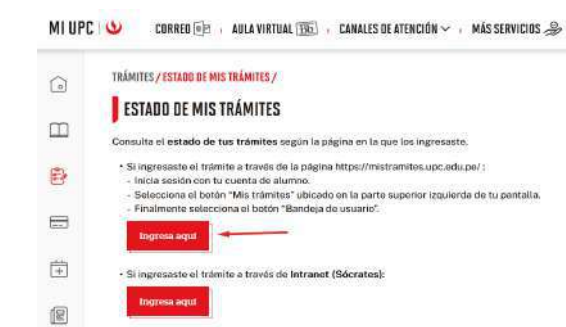 MI UPC
CORREO AULA VIRTUAL CANALES DE ATENCIÓN MÁS SERVICIOS
TRÁMITES / ESTADO DE MIS TRÁMITES /
ESTADO DE MIS TRÁMITES
Consulta el estado de tus trámites según la página en la que los ingresaste.
• Si ingresaste el trámite a través de la página https://mistramites.upc.edu.pe/ :
- Inicia sesión con tu cuenta de alumno.
- Selecciona el botón "Mis trámites" ubicado en la parte superior izquierda de tu pantalla.
- Finalmente selecciona el botón "Bandeja de usuario".
Ingresa aquí
• Si ingresaste el trámite a través de Intranet (Sócrates):
Ingresa aquí